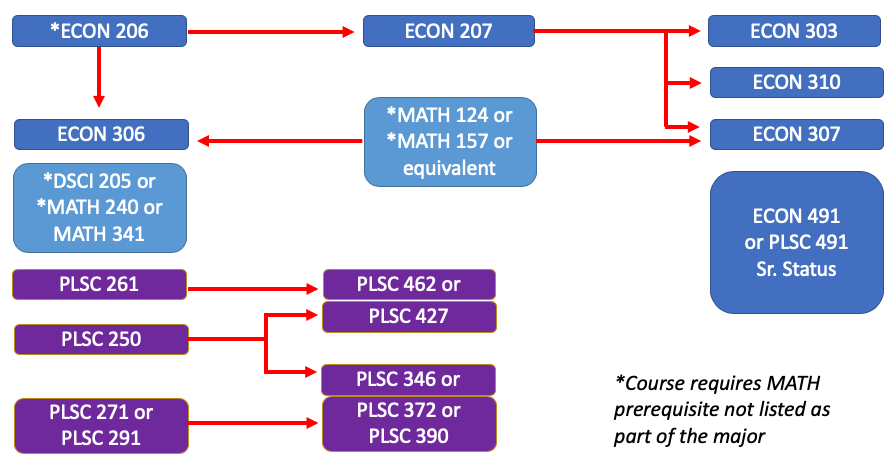 *ECON 206
ECON 207
ECON 303
ECON 310
ECON 306
*MATH 124 or
*MATH 157 or
equivalent
ECON 307
*DSCI 205 or
*MATH 240 or
MATH 341
ECON 491
or PLSC 491
Sr. Status
PLSC 261
PLSC 462 or
PLSC 427
PLSC 250
PLSC 346 or
PLSC 271 or
PLSC 291
PLSC 372 or
PLSC 390
*Course requires MATH
prerequisite not listed as
part of the major